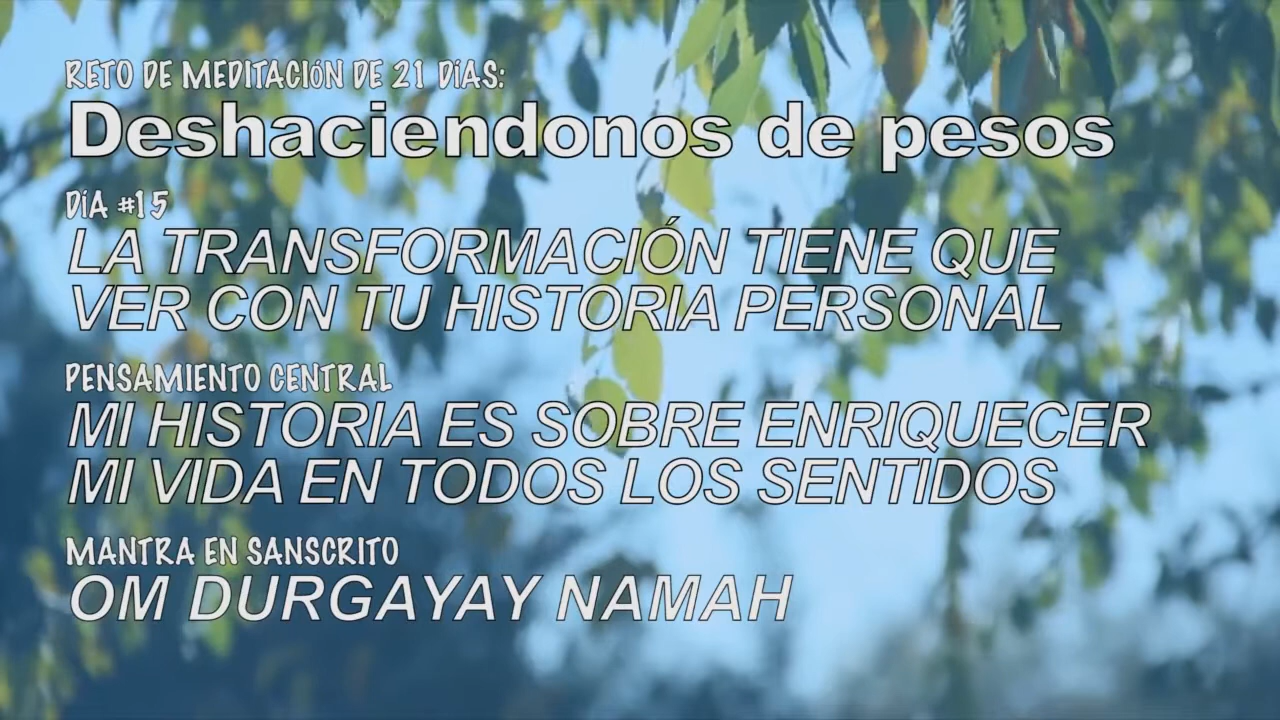 RETO DE MEDITACIÓN DE 21 DÍAS:
Deshaciendonos de pesos
DÍA #15
LA TRANSFORMACIÓN TIENE QUE
VER CON TU HISTORIA PERSONAL
PENSAMIENTO CENTRAL
MI HISTORIA ES SOBRE ENRIQUECER
MI VIDA EN TODOS LOS SENTIDOS
MANTRA EN SANSCRITO
OM DURGAYAY NAMAH